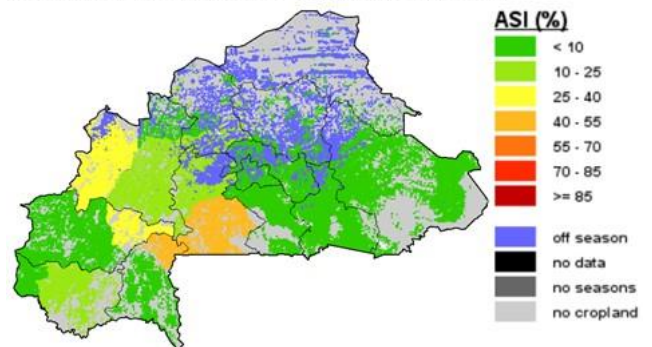 ASI (%)
< 10
10 - 25
25 - 40
40 - 55
55 - 70
70 - 85
>= 85
off season
no data
no seasons
no cropland